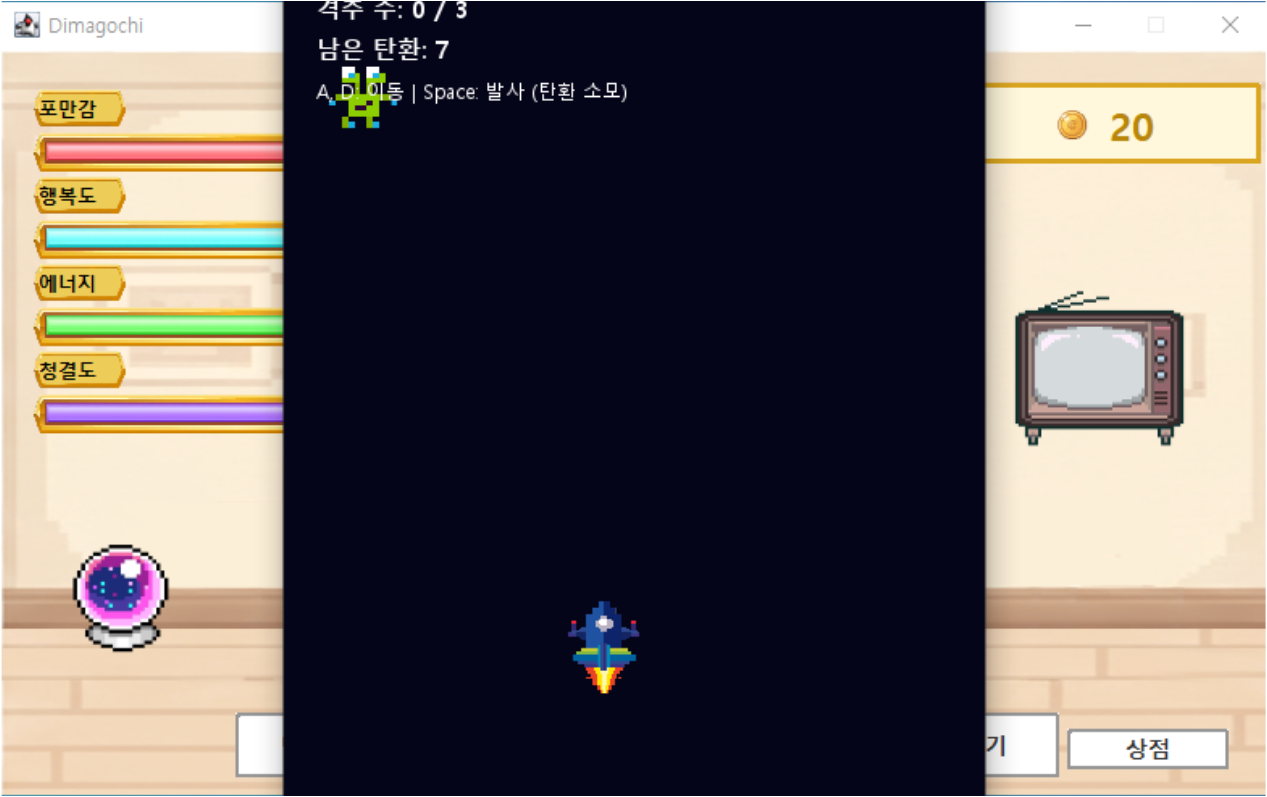 Dimagochi
격추 수: 0 / 3
남은 탄환: 7
A, D: 이동 | Space: 발사 (탄환 소모)
포만감
20
행복도
에너지
청결도
기
상점